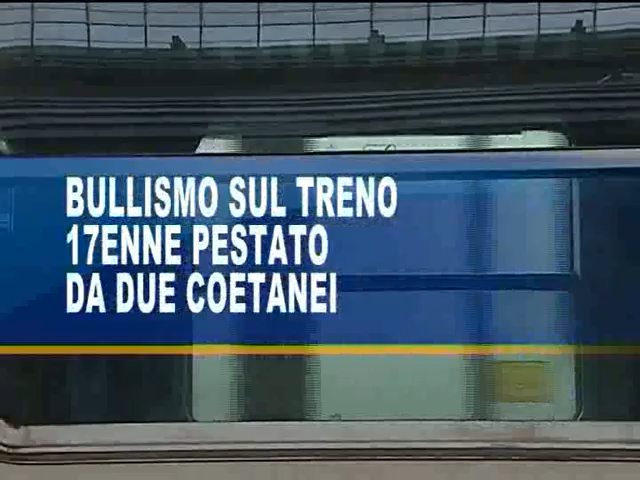 BULLISMO SUL TRENO
17ENNE PESTATO
DA DUE COETANEI